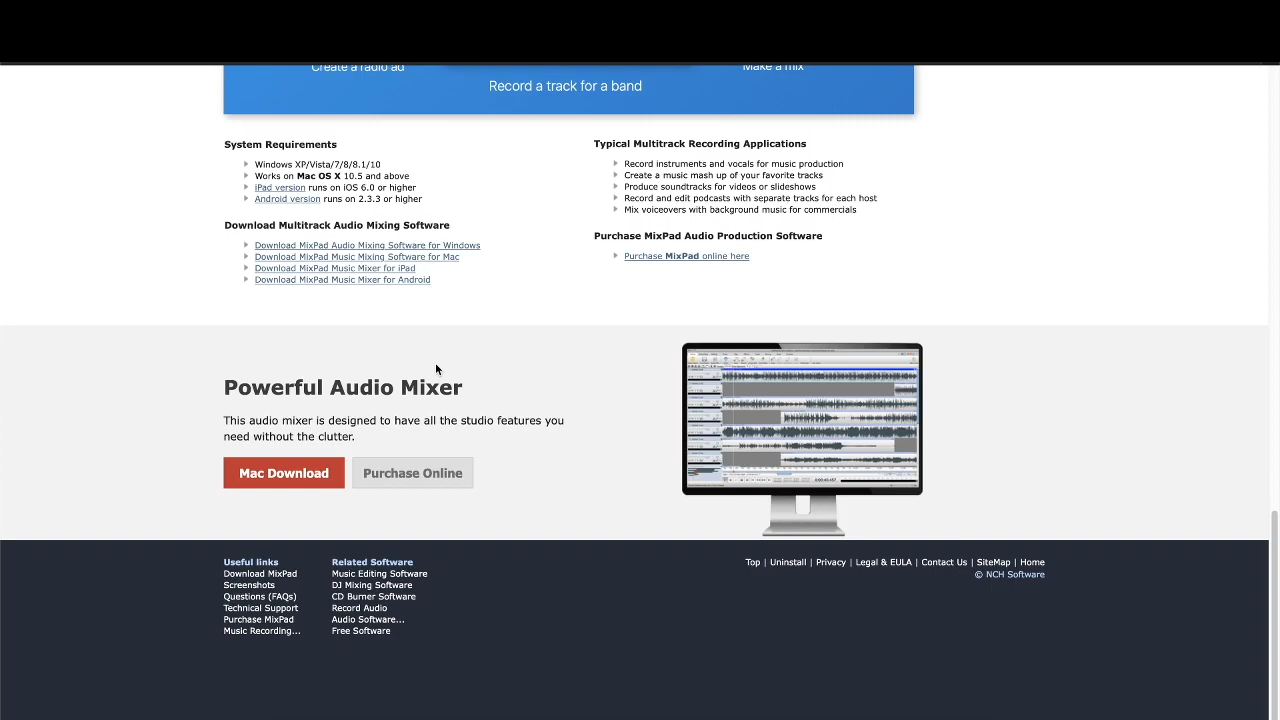 Create a radio ad
Make a mix
Record a track for a band
System Requirements
Windows XP/Vista/7/8/8.1/10
Works on Mac OS X 10.5 and above
iPad version runs on iOS 6.0 or higher
Android version runs on 2.3.3 or higher
Download Multitrack Audio Mixing Software
Download MixPad Audio Mixing Software for Windows
Download MixPad Music Mixing Software for Mac
Download MixPad Music Mixer for iPad
Download MixPad Music Mixer for Android
Typical Multitrack Recording Applications
Record instruments and vocals for music production
Create a music mash up of your favorite tracks
Produce soundtracks for videos or slideshows
Record and edit podcasts with separate tracks for each host
Mix voiceovers with background music for commercials
Purchase MixPad Audio Production Software
Purchase MixPad online here
Powerful Audio Mixer
This audio mixer is designed to have all the studio features you
need without the clutter.
Mac Download
Purchase Online
Useful links
Download MixPad
Screenshots
Questions (FAQs)
Technical Support
Purchase MixPad
Music Recording...
Related Software
Music Editing Software
DJ Mixing Software
CD Burner Software
Record Audio
Audio Software...
Free Software
Top | Uninstall | Privacy | Legal & EULA | Contact Us | SiteMap | Home
© NCH Software